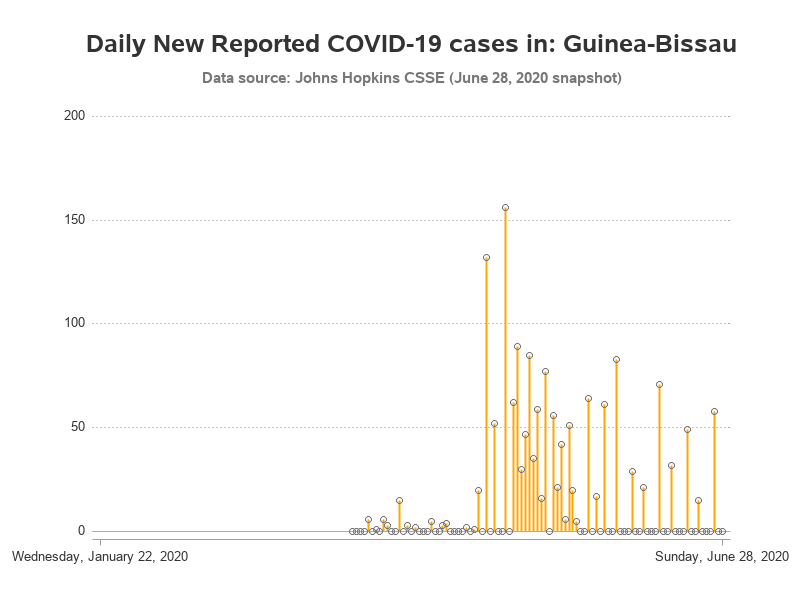 Daily New Reported COVID-19 cases in: Guinea-Bissau
Data source: Johns Hopkins CSSE (June 28, 2020 snapshot)
200
150
100
50
0
Wednesday, January 22, 2020
Sunday, June 28, 2020